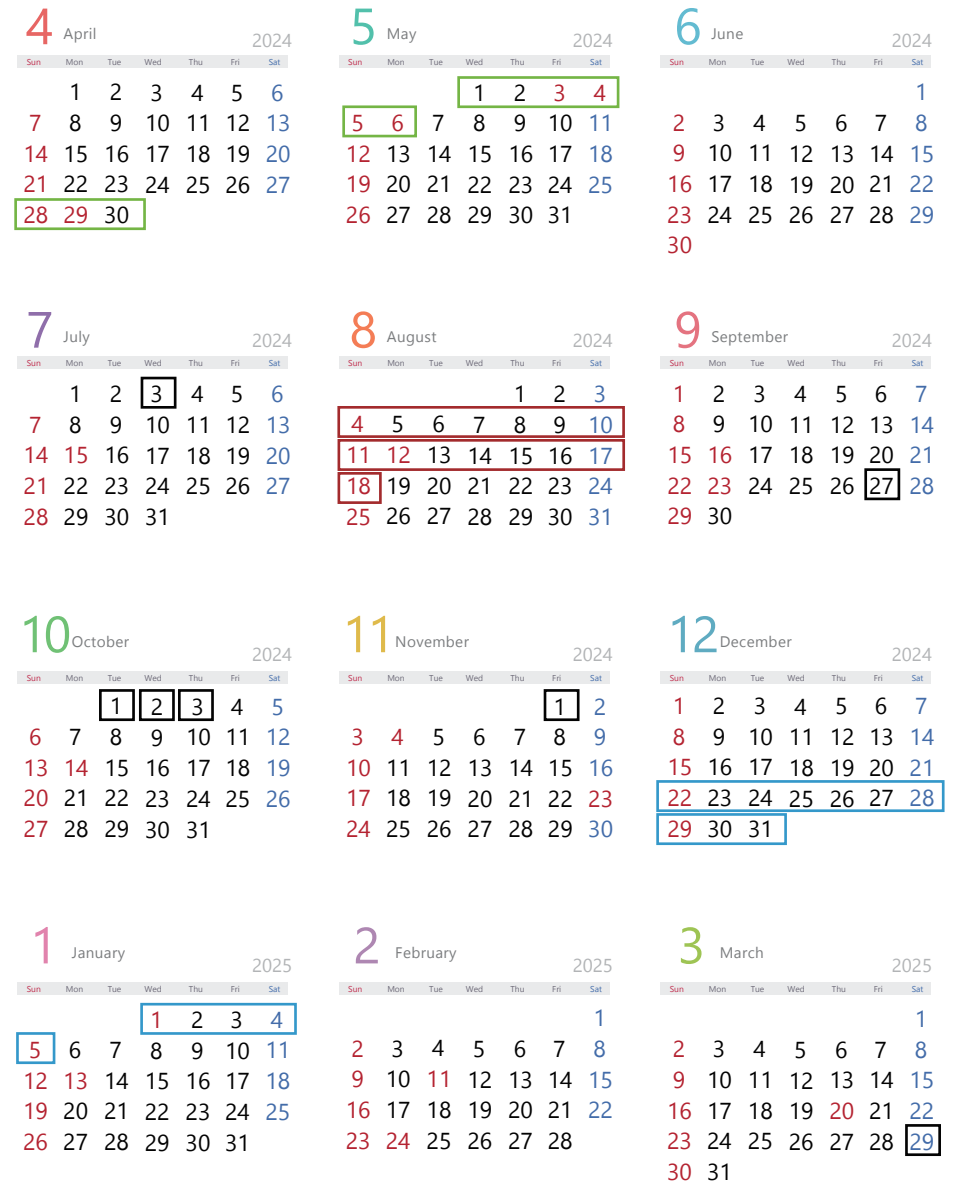 4 April 2024
Sun Mon Tue Wed Thu Fri Sat
1 2 3 4 5 6
7 8 9 10 11 12 13
14 15 16 17 18 19 20
21 22 23 24 25 26 27
28 29 30
5 May 2024
Sun Mon Tue Wed Thu Fri Sat
1 2 3 4
5 6 7 8 9 10 11
12 13 14 15 16 17 18
19 20 21 22 23 24 25
26 27 28 29 30 31
6 June 2024
Sun Mon Tue Wed Thu Fri Sat
1
2 3 4 5 6 7 8
9 10 11 12 13 14 15
16 17 18 19 20 21 22
23 24 25 26 27 28 29
30
7 July 2024
Sun Mon Tue Wed Thu Fri Sat
1 2 3 4 5 6
7 8 9 10 11 12 13
14 15 16 17 18 19 20
21 22 23 24 25 26 27
28 29 30 31
8 August 2024
Sun Mon Tue Wed Thu Fri Sat
1 2 3
4 5 6 7 8 9 10
11 12 13 14 15 16 17
18 19 20 21 22 23 24
25 26 27 28 29 30 31
9 September 2024
Sun Mon Tue Wed Thu Fri Sat
1 2 3 4 5 6 7
8 9 10 11 12 13 14
15 16 17 18 19 20 21
22 23 24 25 26 27 28
29 30
10 October 2024
Sun Mon Tue Wed Thu Fri Sat
1 2 3 4 5
6 7 8 9 10 11 12
13 14 15 16 17 18 19
20 21 22 23 24 25 26
27 28 29 30 31
11 November 2024
Sun Mon Tue Wed Thu Fri Sat
1 2
3 4 5 6 7 8 9
10 11 12 13 14 15 16
17 18 19 20 21 22 23
24 25 26 27 28 29 30
12 December 2024
Sun Mon Tue Wed Thu Fri Sat
1 2 3 4 5 6 7
8 9 10 11 12 13 14
15 16 17 18 19 20 21
22 23 24 25 26 27 28
29 30 31
1 January 2025
Sun Mon Tue Wed Thu Fri Sat
1 2 3 4
5 6 7 8 9 10 11
12 13 14 15 16 17 18
19 20 21 22 23 24 25
26 27 28 29 30 31
2 February 2025
Sun Mon Tue Wed Thu Fri Sat
1
2 3 4 5 6 7 8
9 10 11 12 13 14 15
16 17 18 19 20 21 22
23 24 25 26 27 28
3 March 2025
Sun Mon Tue Wed Thu Fri Sat
1
2 3 4 5 6 7 8
9 10 11 12 13 14 15
16 17 18 19 20 21 22
23 24 25 26 27 28 29
30 31